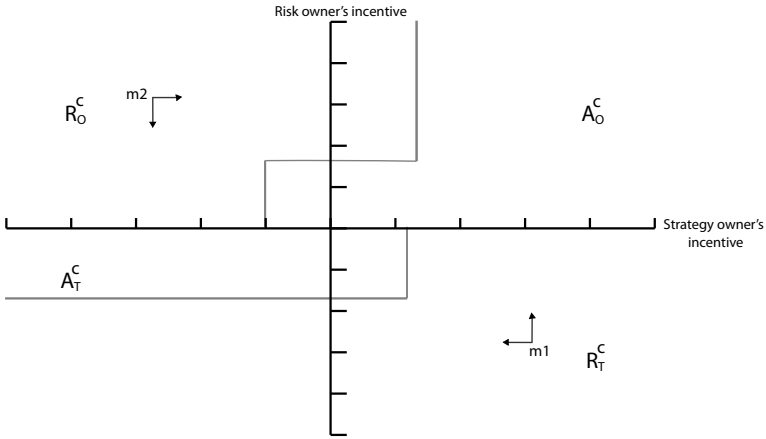 Risk owner's incentive
m2
R_O^C
A_O^C
Strategy owner's
incentive
A_T^C
m1
R_T^C